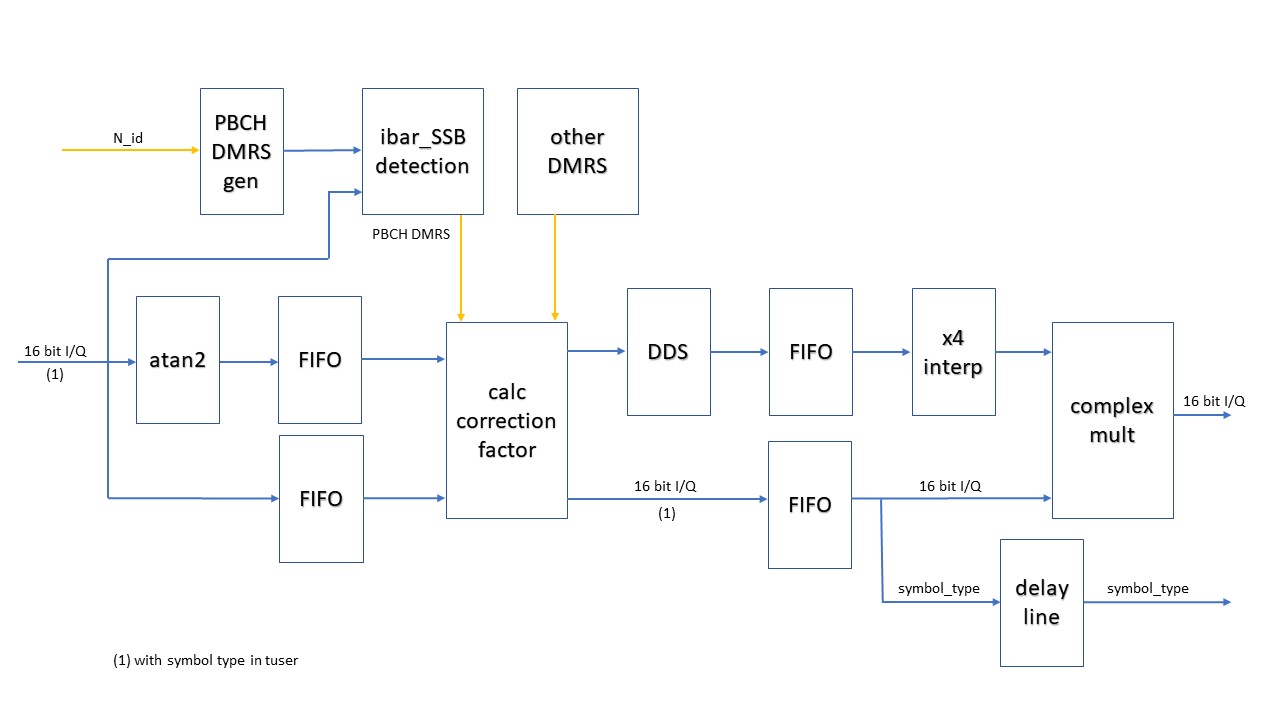 N_id
PBCH
DMRS
gen
ibar_SSB
detection
other
DMRS
PBCH DMRS
16 bit I/Q
(1)
atan2
FIFO
FIFO
calc
correction
factor
DDS
FIFO
x4
interp
complex
mult
16 bit I/Q
16 bit I/Q
(1)
FIFO
16 bit I/Q
symbol_type
delay
line
symbol_type
(1) with symbol type in tuser